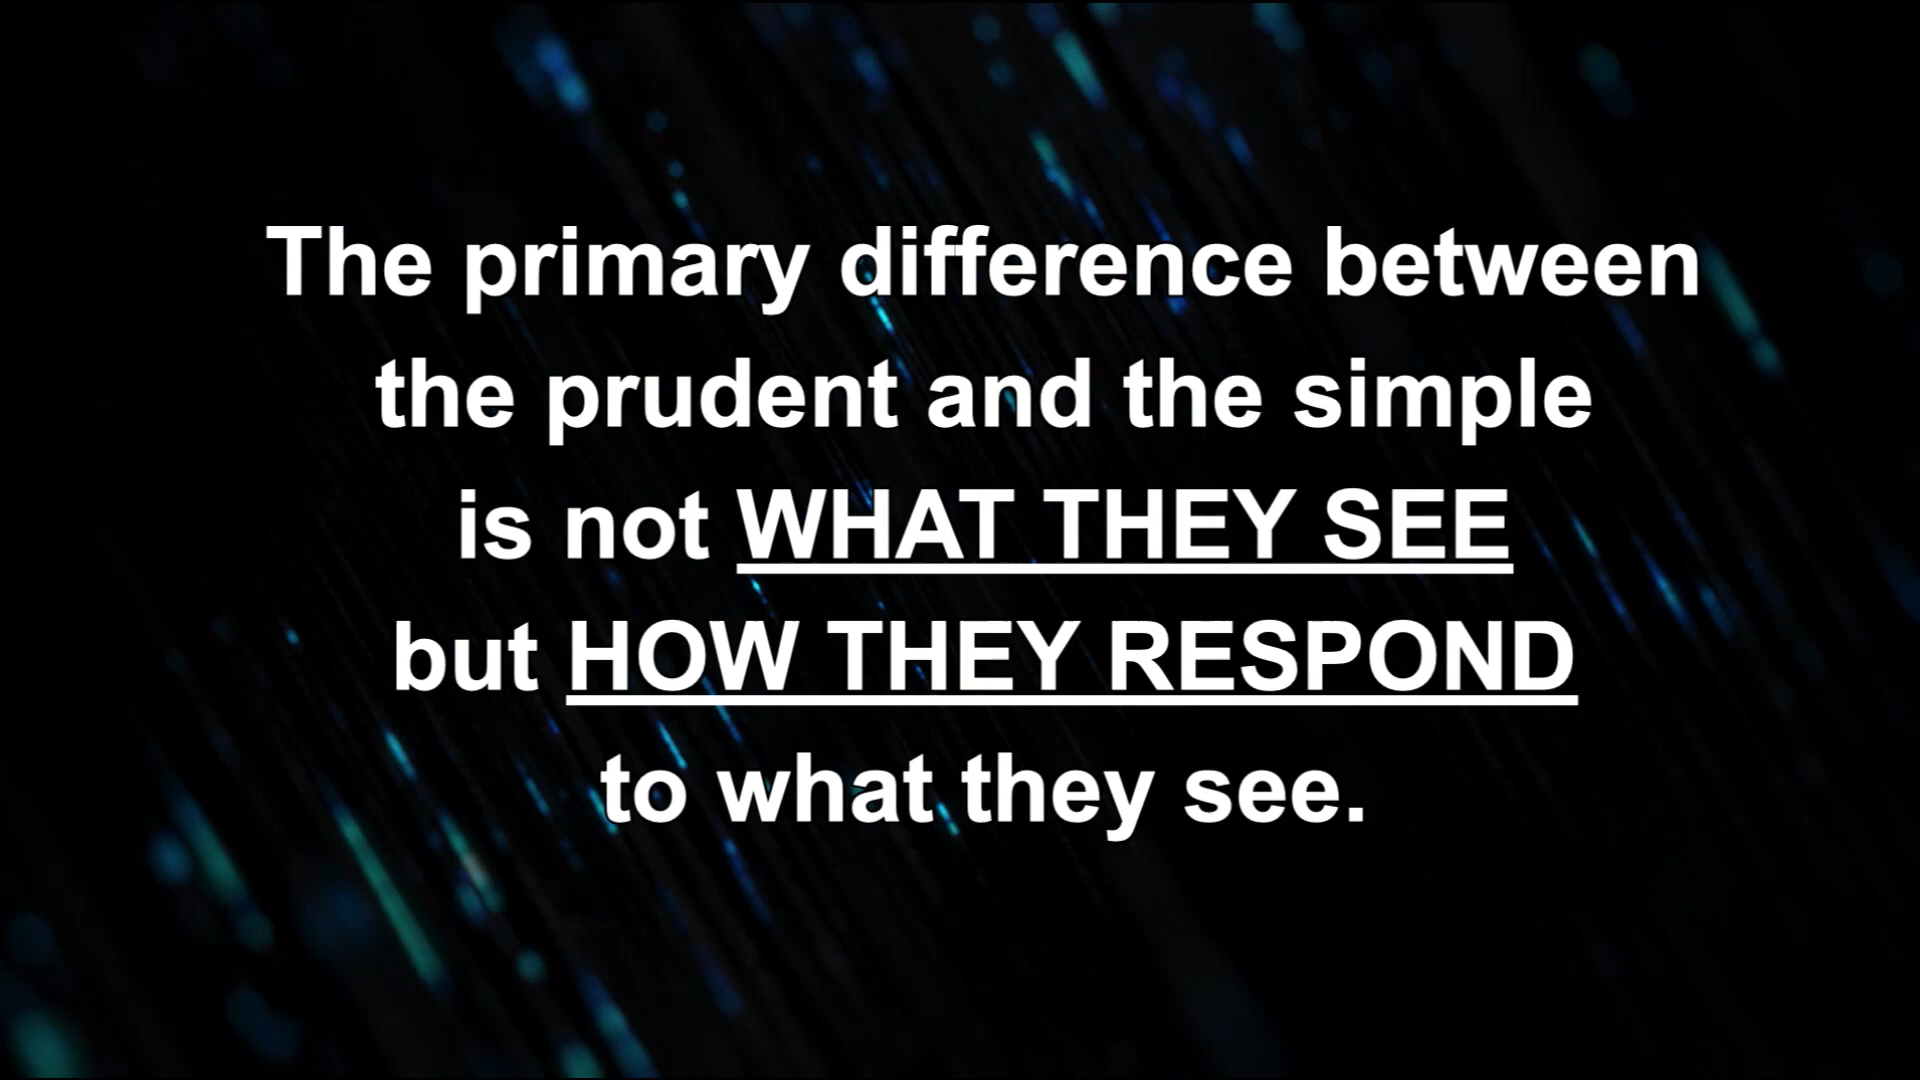 The primary difference between
the prudent and the simple
is not WHAT THEY SEE
but HOW THEY RESPOND
to what they see.